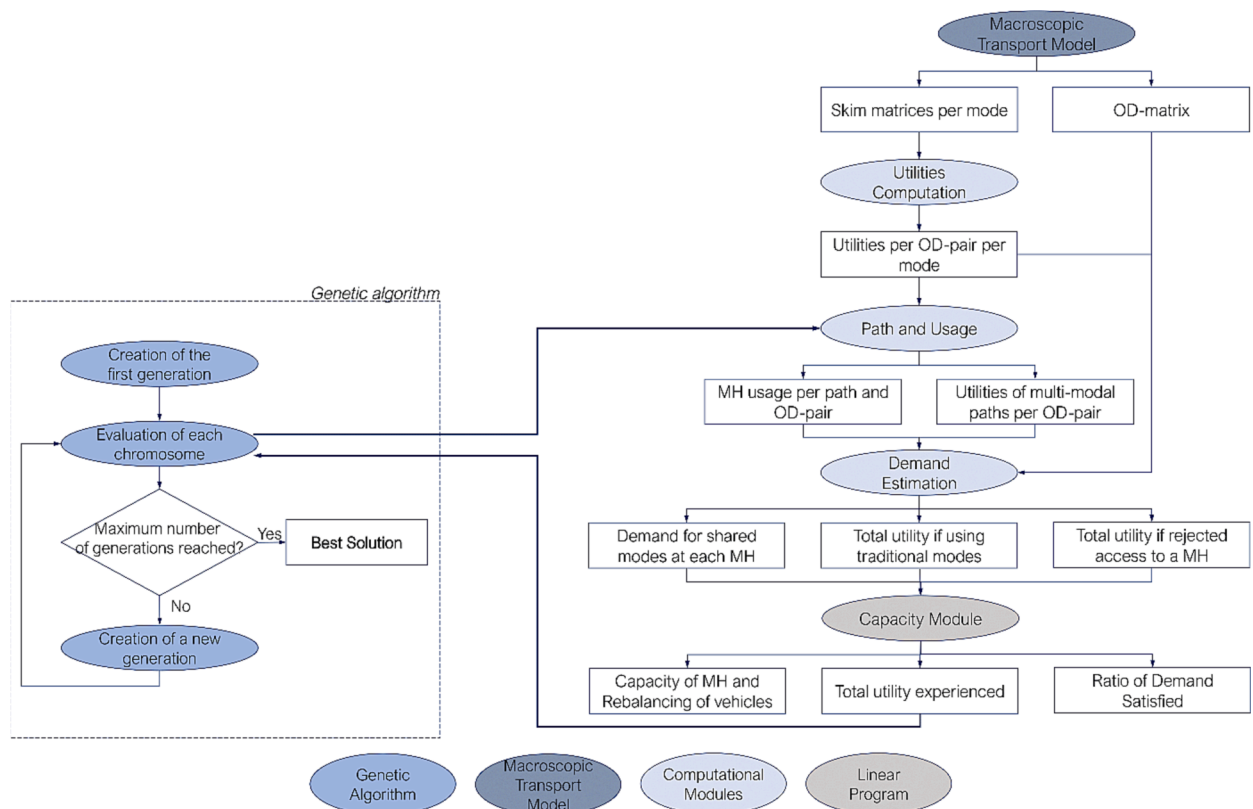 Macroscopic
Transport Model
Skim matrices per mode
OD-matrix
Utilities
Computation
Utilities per OD-pair per
mode
Genetic algorithm
Path and Usage
Creation of the
first generation
MH usage per path and
OD-pair
Utilities of multi-modal
paths per OD-pair
Evaluation of each
chromosome
Demand
Estimation
Maximum number
of generations reached?
Yes
Best Solution
Demand for shared
modes at each MH
Total utility if using
traditional modes
Total utility if rejected
access to a MH
No
Capacity Module
Creation of a new
generation
Capacity of MH and
Rebalancing of vehicles
Total utility experienced
Ratio of Demand
Satisfied
Genetic
Algorithm
Macroscopic
Transport
Model
Computational
Modules
Linear
Program